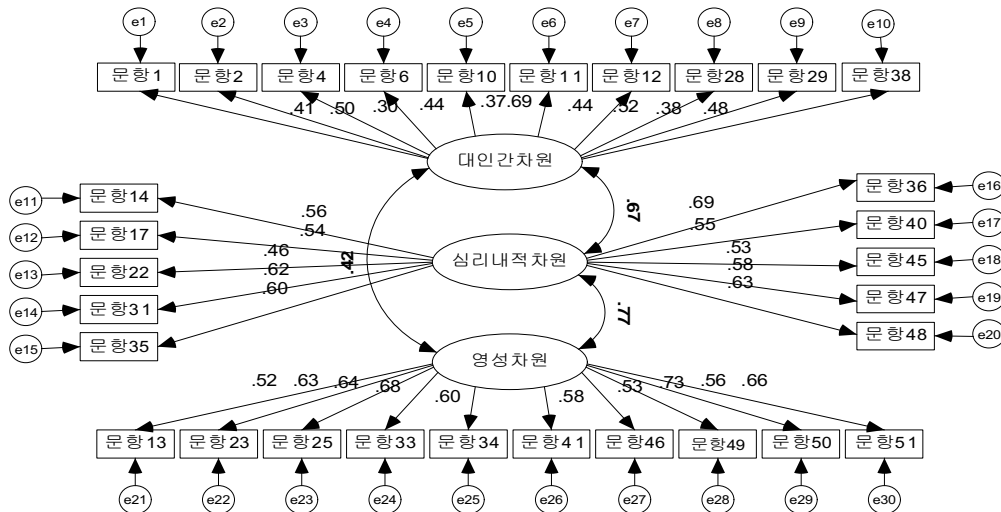 e1 e2 e3 e4 e5 e6 e7 e8 e9 e10
문항1 문항2 문항4 문항6 문항10 문항11 문항12 문항28 문항29 문항38
.41 .50 .30 .44 .37 .69 .44 .52 .38 .48
대인간차원
e11 문항14 문항36 e16
.56 .69
.67
e12 문항17 문항40 e17
.54 .55
.46 .42 .53
e13 문항22 심리내적차원 문항45 e18
.62 .58
.60 .63
e14 문항31 문항47 e19
.77
e15 문항35 문항48 e20
영성차원
.52 .63 .64 .68 .60 .58 .53 .73 .56 .66
문항13 문항23 문항25 문항33 문항34 문항41 문항46 문항49 문항50 문항51
e21 e22 e23 e24 e25 e26 e27 e28 e29 e30